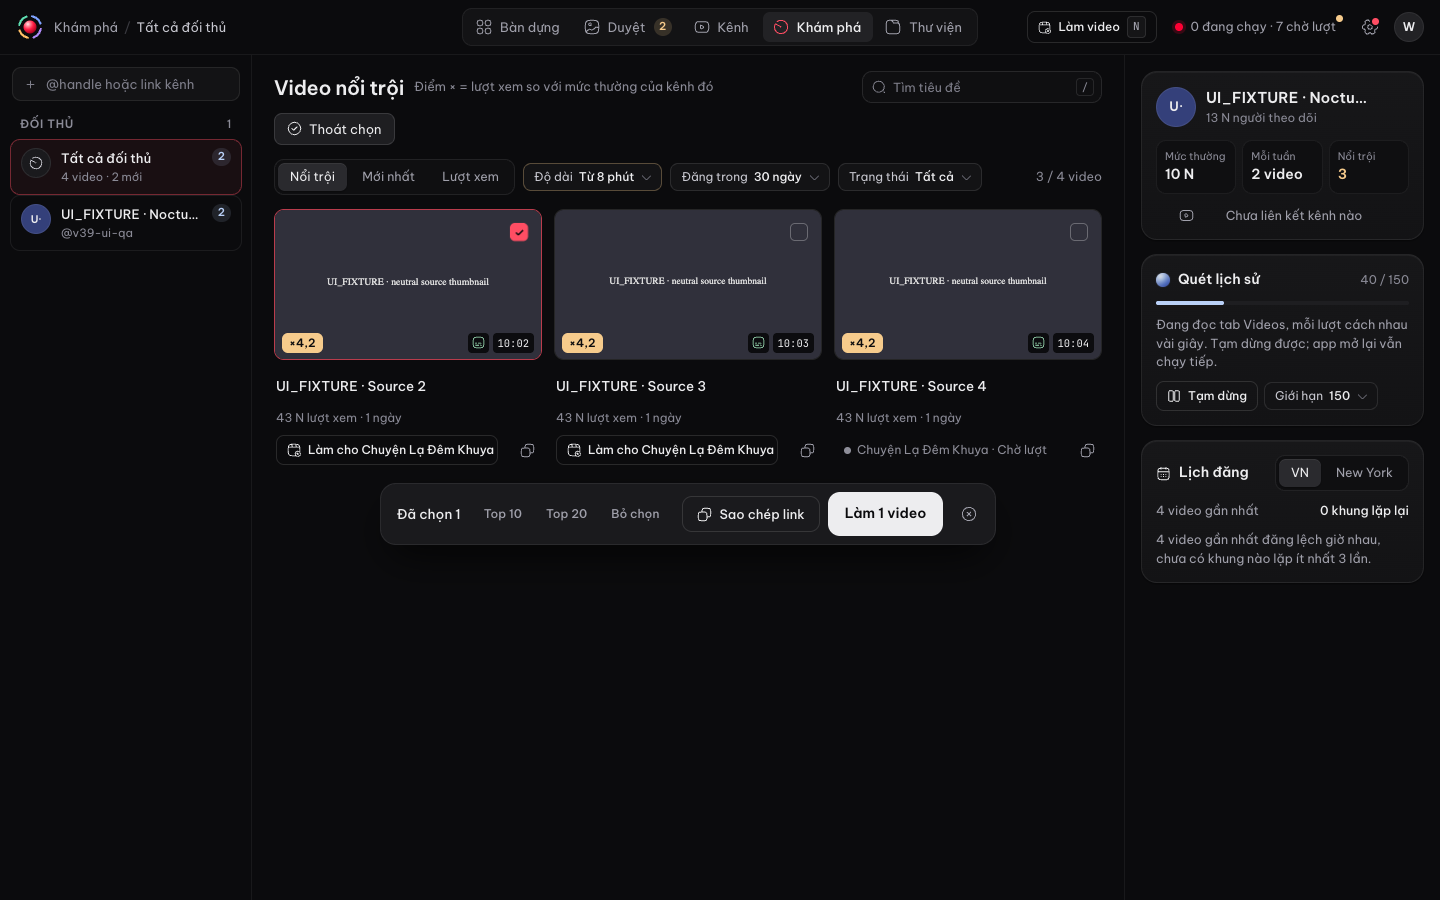 Khám phá / Tất cả đối thủ
Bàn dựng
Duyệt 2
Kênh
Khám phá
Thư viện
Làm video N
0 đang chạy · 7 chờ lượt
W
+ @handle hoặc link kênh
ĐỐI THỦ 1
Tất cả đối thủ 2
4 video · 2 mới
U·
UI_FIXTURE · Noctu... 2
@v39-ui-qa
Video nổi trội
Điểm × = lượt xem so với mức thường của kênh đó
Tìm tiêu đề /
Thoát chọn
Nổi trội
Mới nhất
Lượt xem
Độ dài Từ 8 phút
Đăng trong 30 ngày
Trạng thái Tất cả
3 / 4 video
UI_FIXTURE · neutral source thumbnail
×4,2
10:02
UI_FIXTURE · Source 2
43 N lượt xem · 1 ngày
Làm cho Chuyện Lạ Đêm Khuya
UI_FIXTURE · neutral source thumbnail
×4,2
10:03
UI_FIXTURE · Source 3
43 N lượt xem · 1 ngày
Làm cho Chuyện Lạ Đêm Khuya
UI_FIXTURE · neutral source thumbnail
×4,2
10:04
UI_FIXTURE · Source 4
43 N lượt xem · 1 ngày
Chuyện Lạ Đêm Khuya · Chờ lượt
Đã chọn 1
Top 10
Top 20
Bỏ chọn
Sao chép link
Làm 1 video
U·
UI_FIXTURE · Noctu...
13 N người theo dõi
Mức thường
10 N
Mỗi tuần
2 video
Nổi trội
3
Chưa liên kết kênh nào
Quét lịch sử 40 / 150
Đang đọc tab Videos, mỗi lượt cách nhau
vài giây. Tạm dừng được; app mở lại vẫn
chạy tiếp.
Tạm dừng
Giới hạn 150
Lịch đăng
VN
New York
4 video gần nhất 0 khung lặp lại
4 video gần nhất đăng lệch giờ nhau,
chưa có khung nào lặp ít nhất 3 lần.